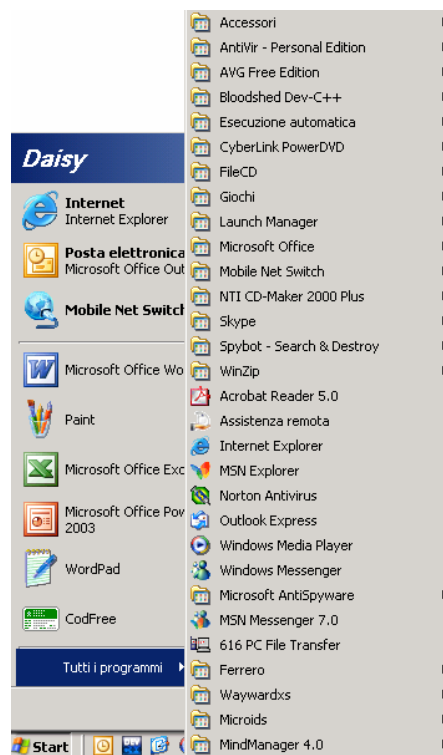 Daisy
Internet
Internet Explorer
Posta elettronica
Microsoft Office Out
Mobile Net Switch
Microsoft Office Wo
Paint
Microsoft Office Exc
Microsoft Office Pow
2003
WordPad
CodFree
Tutti i programmi
Start
Accessori
AntiVir - Personal Edition
AVG Free Edition
Bloodshed Dev-C++
Esecuzione automatica
CyberLink PowerDVD
FileCD
Giochi
Launch Manager
Microsoft Office
Mobile Net Switch
NTI CD-Maker 2000 Plus
Skype
Spybot - Search & Destroy
WinZip
Acrobat Reader 5.0
Assistenza remota
Internet Explorer
MSN Explorer
Norton Antivirus
Outlook Express
Windows Media Player
Windows Messenger
Microsoft AntiSpyware
MSN Messenger 7.0
616 PC File Transfer
Ferrero
Waywardxs
Microids
MindManager 4.0